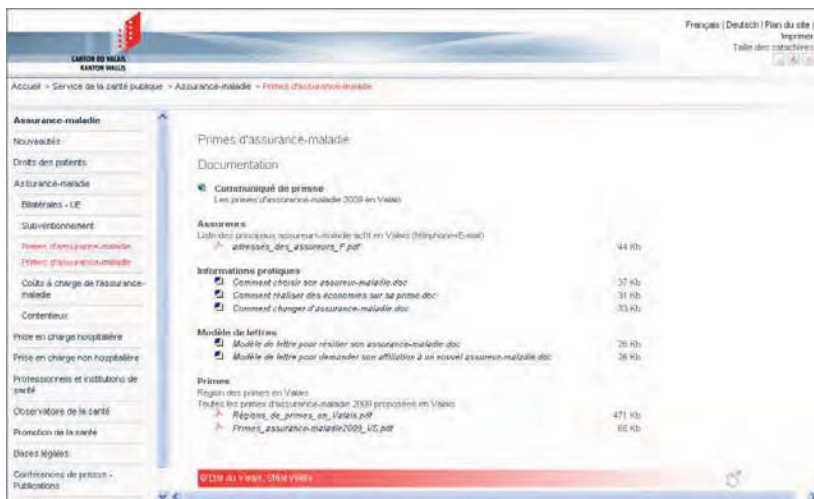 Français | Deutsch | Plan du site |
Imprimer
Taille des caractères
CANTON DU VALAIS
KANTON WALLIS
Accueil > Service de la santé publique > Assurance-maladie > Primes d'assurance-maladie
Assurance-maladie
Nouveautés
Droits des patients
Assurance-maladie
Bilatérales - UE
Subventionnement
Primes d'assurance-maladie
Primes d'assurance-maladie
Coûts à charge de l'assurance-
maladie
Contentieux
Prise en charge hospitalière
Prise en charge non hospitalière
Professionnels et institutions de
santé
Observatoire de la santé
Promotion de la santé
Bases légales
Conférences de presse -
Publications
Primes d'assurance-maladie
Documentation
Communiqué de presse
Les primes d'assurance-maladie 2009 en Valais
Assureurs
Liste des principaux assureurs-maladie actif en Valais (téléphone+E-mail)
adresses_des_assureurs_F.pdf 44 Kb
Informations pratiques
Comment choisir son assureur-maladie.doc 37 Kb
Comment réaliser des économies sur sa prime.doc 31 Kb
Comment changer d'assurance-maladie.doc 33 Kb
Modèle de lettres
Modèle de lettre pour résilier son assurance-maladie.doc 26 Kb
Modèle de lettre pour demander son affiliation à un nouvel assureur-maladie.doc 26 Kb
Primes
Région des primes en Valais
Toutes les primes d'assurance-maladie 2009 proposées en Valais
Régions_de_primes_en_Valais.pdf 471 Kb
Primes_assurance-maladie2009_VS.pdf 66 Kb
© Etat du Valais, Staat Wallis